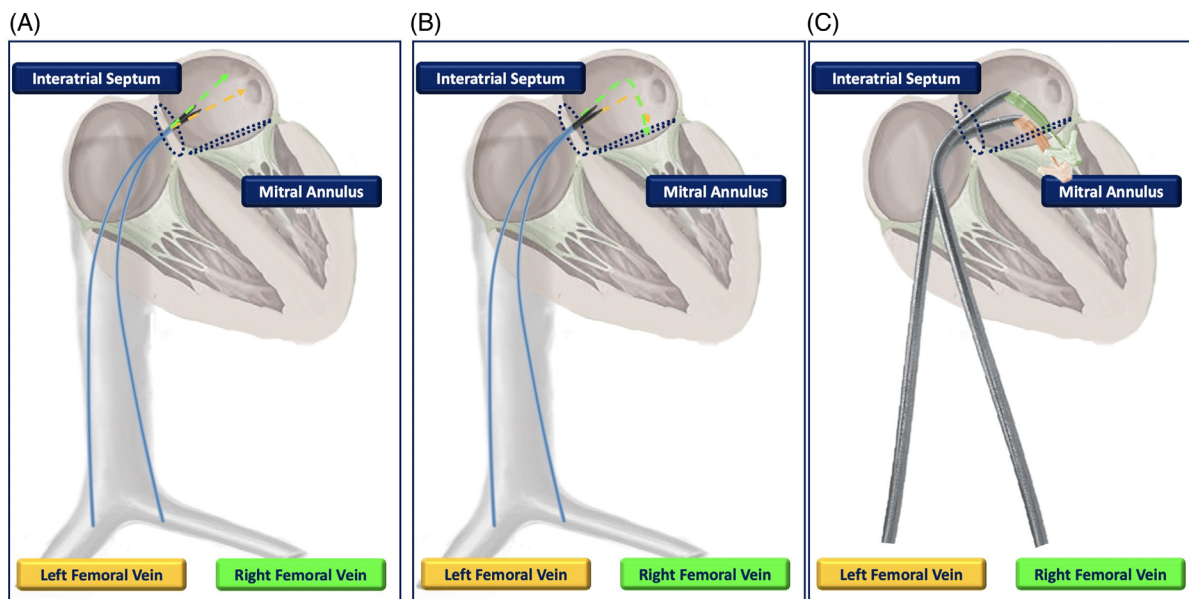 (A)
Interatrial Septum
Mitral Annulus
Left Femoral Vein
Right Femoral Vein
(B)
Interatrial Septum
Mitral Annulus
Left Femoral Vein
Right Femoral Vein
(C)
Interatrial Septum
Mitral Annulus
Left Femoral Vein
Right Femoral Vein